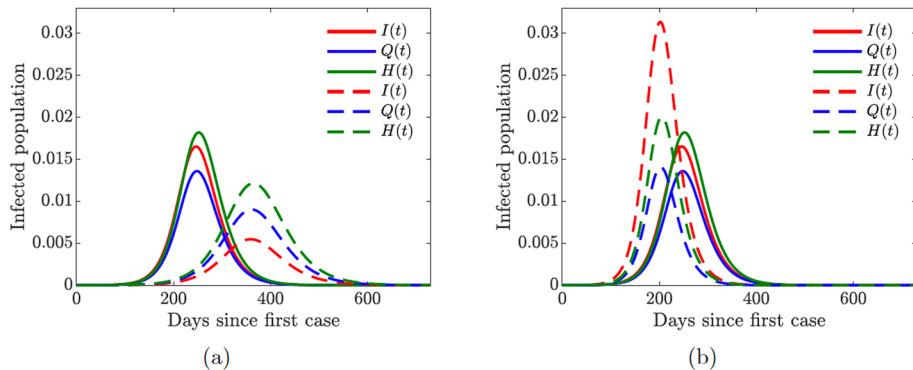 0.03
0.025
0.02
0.015
0.01
0.005
0
Infected population
I(t)
Q(t)
H(t)
I(t)
Q(t)
H(t)
0 200 400 600
Days since first case
(a)
0.03
0.025
0.02
0.015
0.01
0.005
0
Infected population
I(t)
Q(t)
H(t)
I(t)
Q(t)
H(t)
0 200 400 600
Days since first case
(b)